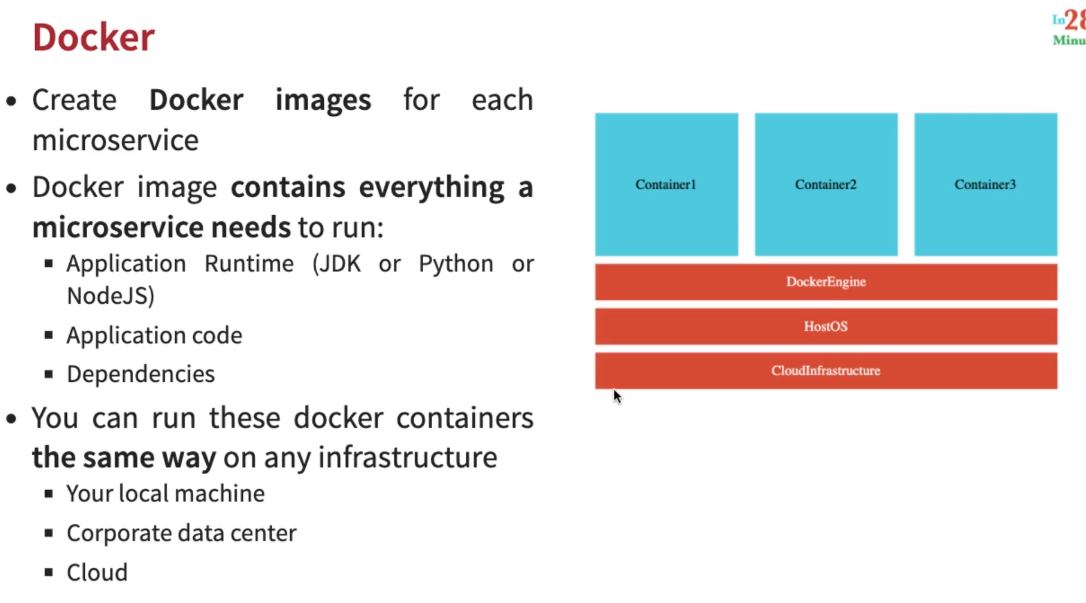 Docker
In28
Minu
• Create Docker images for each
microservice
• Docker image contains everything a
microservice needs to run:
▪ Application Runtime (JDK or Python or
NodeJS)
▪ Application code
▪ Dependencies
• You can run these docker containers
the same way on any infrastructure
▪ Your local machine
▪ Corporate data center
▪ Cloud
Container1
Container2
Container3
DockerEngine
HostOS
CloudInfrastructure